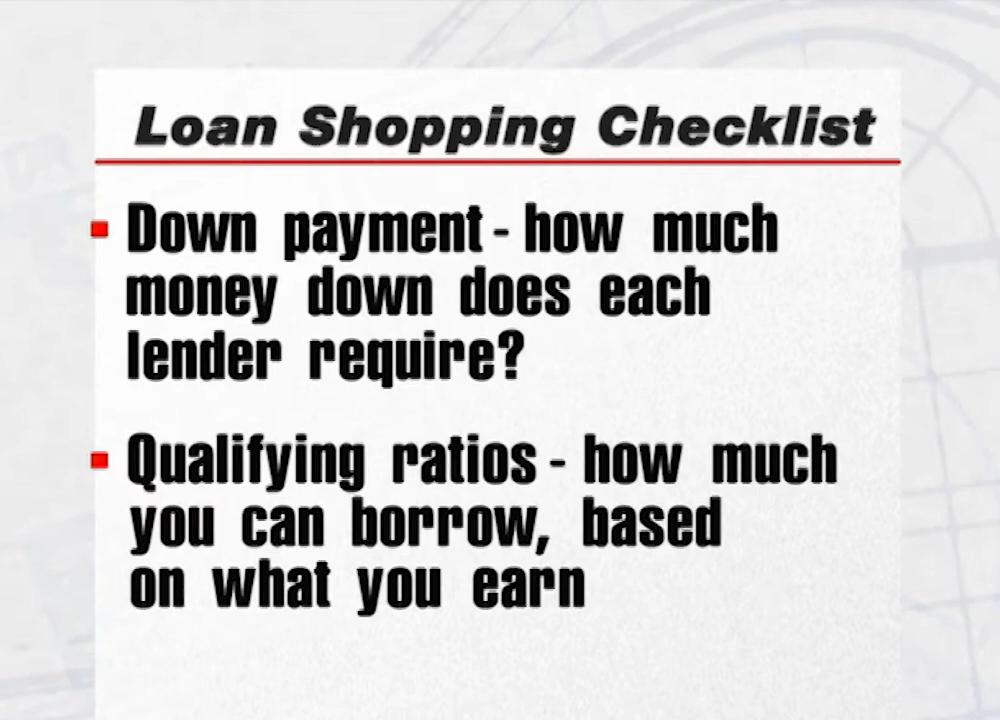 Loan Shopping Checklist
Down payment - how much
money down does each
lender require?
Qualifying ratios - how much
you can borrow, based
on what you earn